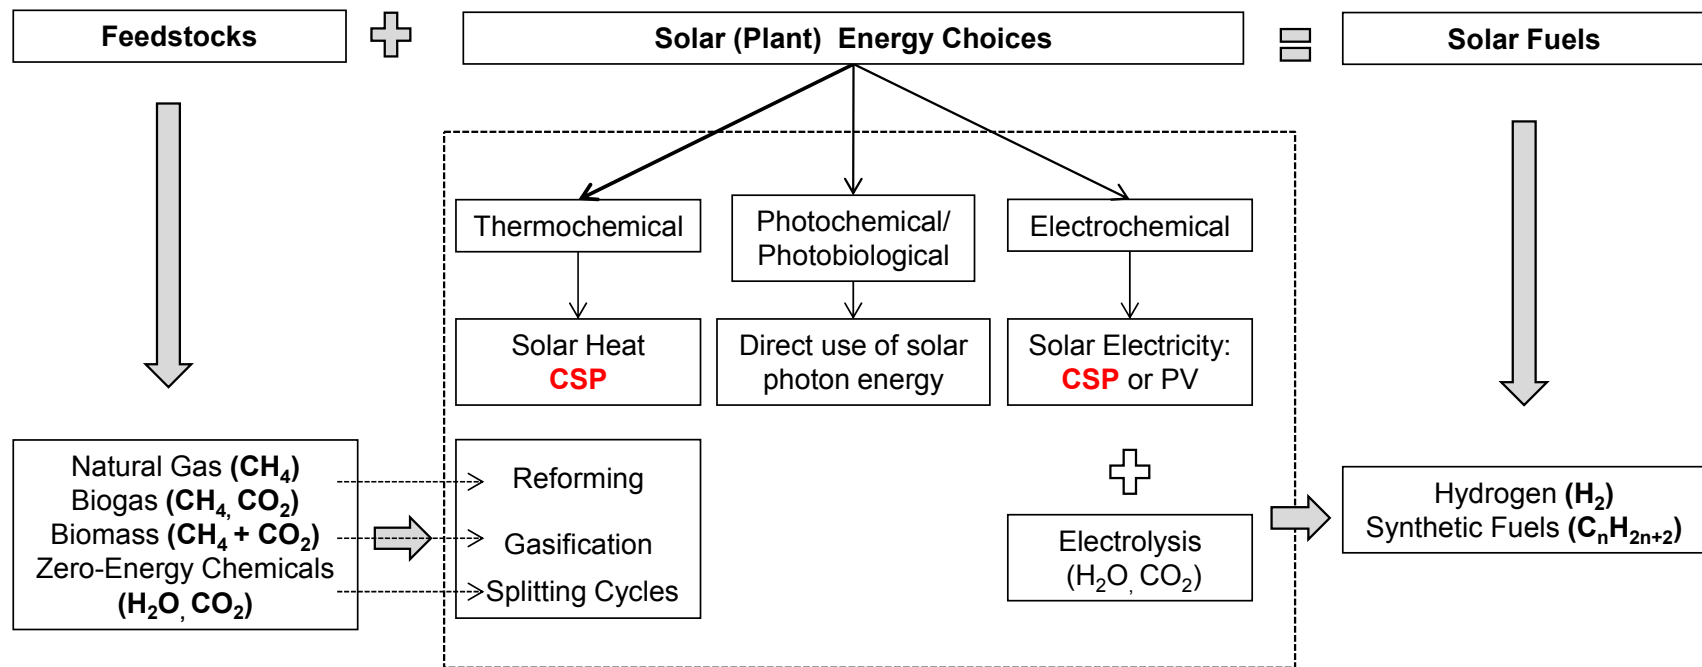 Feedstocks
Solar (Plant) Energy Choices
Solar Fuels
Thermochemical
Photochemical/
Photobiological
Electrochemical
Solar Heat
CSP
Direct use of solar
photon energy
Solar Electricity:
CSP or PV
Natural Gas (CH₄)
Biogas (CH₄, CO₂)
Biomass (CH₄ + CO₂)
Zero-Energy Chemicals
(H₂O, CO₂)
Reforming
Gasification
Splitting Cycles
Electrolysis
(H₂O, CO₂)
Hydrogen (H₂)
Synthetic Fuels (CₙH₂ₙ₊₂)